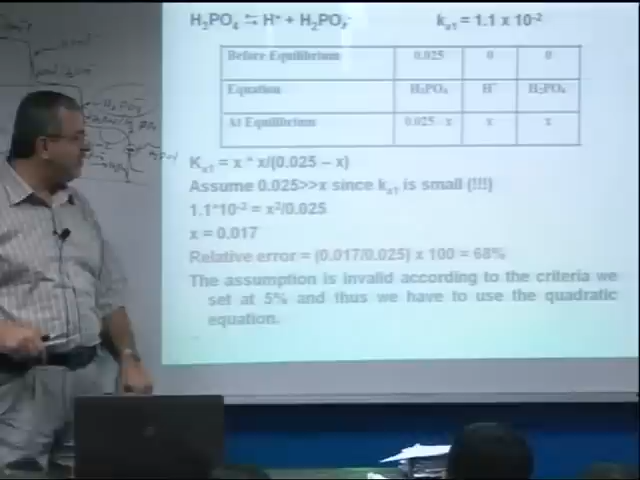 H₂PO₄ ⇆ H⁺ + H₂PO₄⁻ kₐ₁ = 1.1 x 10⁻²
Before Equilibrium 0.025 0 0
Equation H₃PO₄ H⁺ H₂PO₄
At Equilibrium 0.025 - x x x
Kₐ₁ = x * x/(0.025 – x)
Assume 0.025>>x since kₐ₁ is small (!!!)
1.1*10⁻² = x²/0.025
x = 0.017
Relative error = (0.017/0.025) x 100 = 68%
The assumption is invalid according to the criteria we
set at 5% and thus we have to use the quadratic
equation.